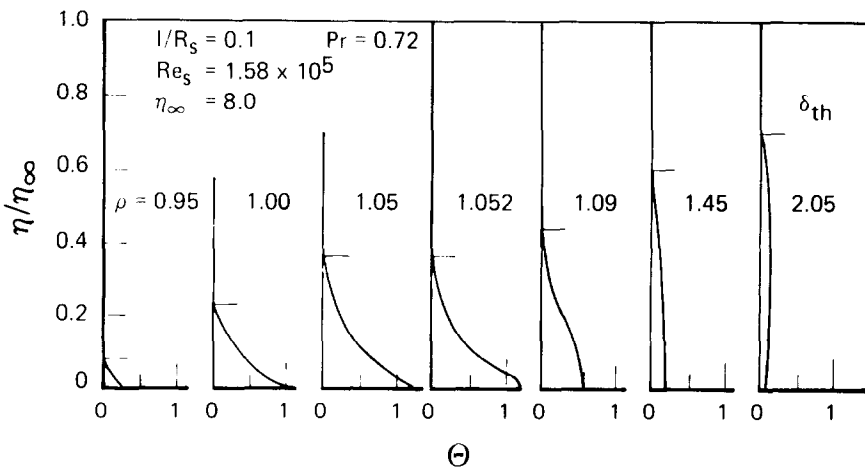 1.0
l/R_s = 0.1 Pr = 0.72
Re_s = 1.58 x 10^5
0.8
η_∞ = 8.0
δ_th
0.6
η/η_∞
ρ = 0.95 1.00 1.05 1.052 1.09 1.45 2.05
0.4
0.2
0
0 1 0 1 0 1 0 1 0 1 0 1 0 1
Θ